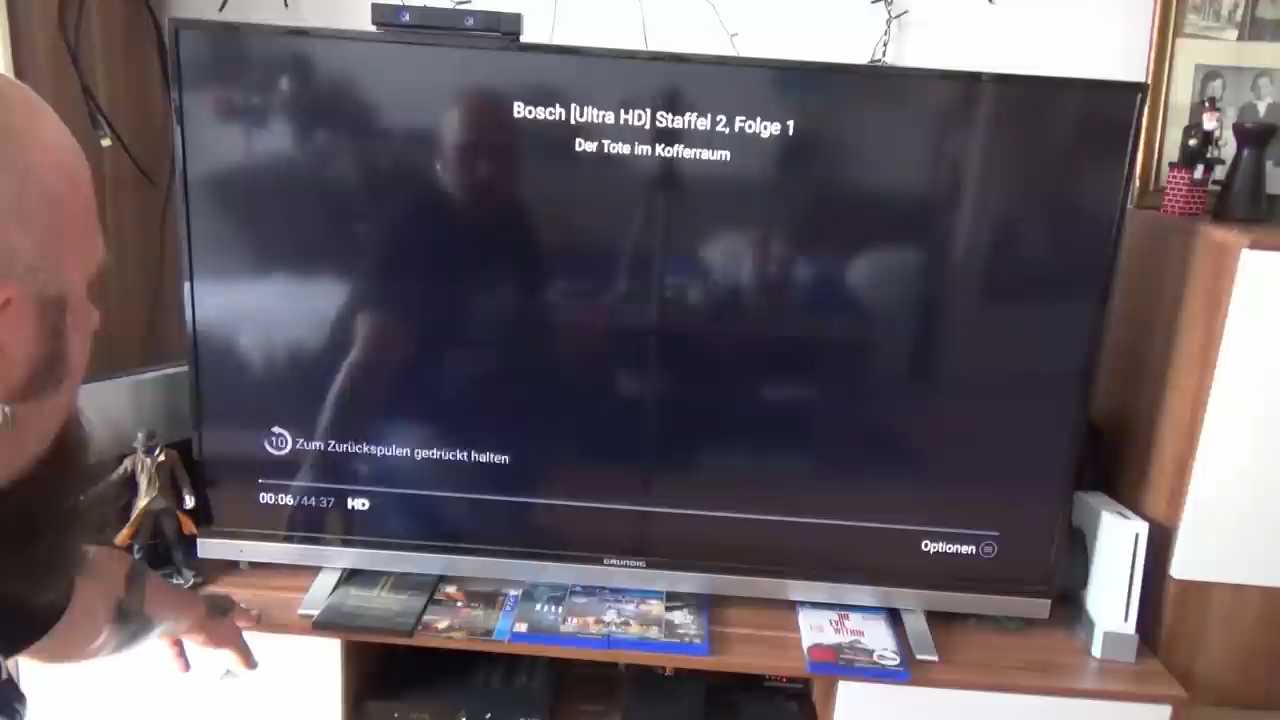 Bosch [Ultra HD] Staffel 2, Folge 1
Der Tote im Kofferraum
10 Zum Zurückspulen gedrückt halten
00:06/44:37 HD
Optionen
GRUNDIG
THE EVIL WITHIN